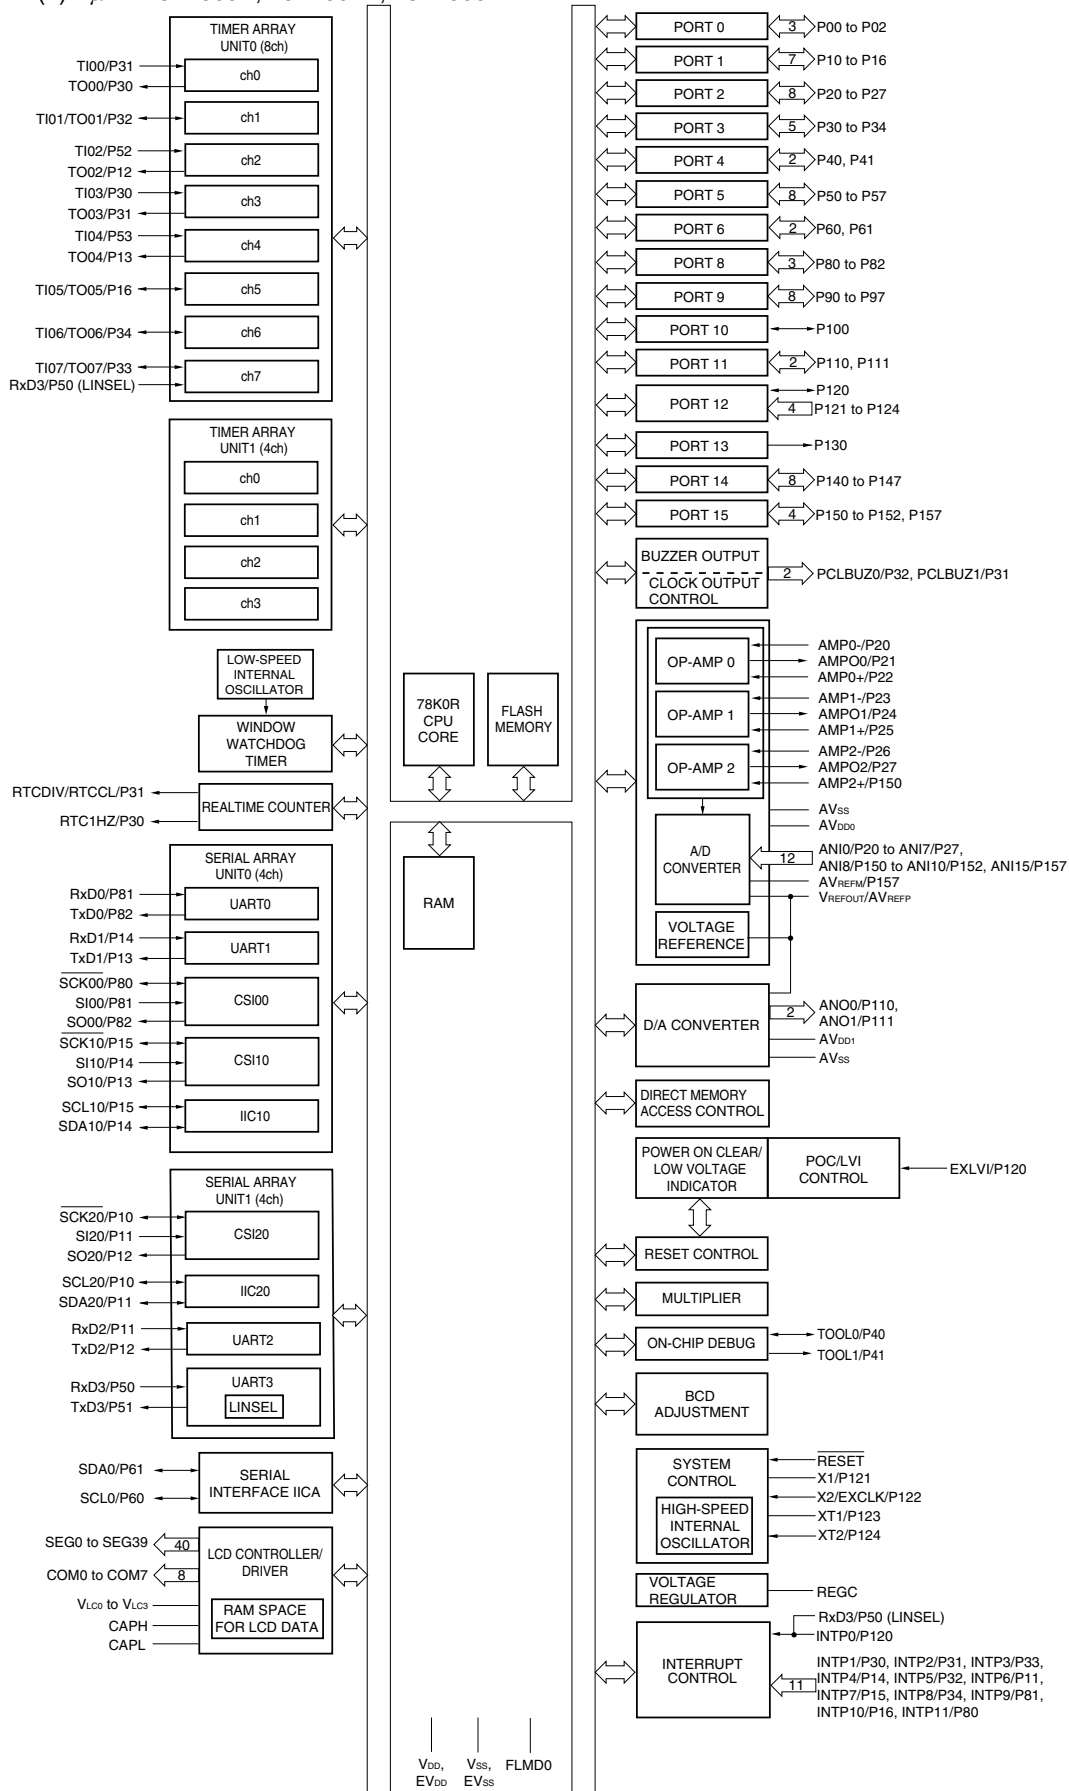 TIMER ARRAY
UNIT0 (8ch)
TI00/P31
TO00/P30
ch0
TI01/TO01/P32
ch1
TI02/P52
TO02/P12
ch2
TI03/P30
TO03/P31
ch3
TI04/P53
TO04/P13
ch4
TI05/TO05/P16
ch5
TI06/TO06/P34
ch6
TI07/TO07/P33
RxD3/P50 (LINSEL)
ch7
TIMER ARRAY
UNIT1 (4ch)
ch0
ch1
ch2
ch3
LOW-SPEED
INTERNAL
OSCILLATOR
WINDOW
WATCHDOG
TIMER
RTCDIV/RTCCL/P31
RTC1HZ/P30
REALTIME COUNTER
SERIAL ARRAY
UNIT0 (4ch)
RxD0/P81
TxD0/P82
UART0
RxD1/P14
TxD1/P13
UART1
SCK00/P80
SI00/P81
SO00/P82
CSI00
SCK10/P15
SI10/P14
SO10/P13
CSI10
SCL10/P15
SDA10/P14
IIC10
SERIAL ARRAY
UNIT1 (4ch)
SCK20/P10
SI20/P11
SO20/P12
CSI20
SCL20/P10
SDA20/P11
IIC20
RxD2/P11
TxD2/P12
UART2
RxD3/P50
TxD3/P51
UART3
LINSEL
SDA0/P61
SCL0/P60
SERIAL
INTERFACE IICA
SEG0 to SEG39
40
COM0 to COM7
8
VLC0 to VLC3
CAPH
CAPL
LCD CONTROLLER/
DRIVER
RAM SPACE
FOR LCD DATA
78K0R
CPU
CORE
FLASH
MEMORY
RAM
VDD,
EVDD
VSS,
EVSS
FLMD0
PORT 0
3
P00 to P02
PORT 1
7
P10 to P16
PORT 2
8
P20 to P27
PORT 3
5
P30 to P34
PORT 4
2
P40, P41
PORT 5
8
P50 to P57
PORT 6
2
P60, P61
PORT 8
3
P80 to P82
PORT 9
8
P90 to P97
PORT 10
P100
PORT 11
2
P110, P111
PORT 12
P120
4
P121 to P124
PORT 13
P130
PORT 14
8
P140 to P147
PORT 15
4
P150 to P152, P157
BUZZER OUTPUT
CLOCK OUTPUT
CONTROL
2
PCLBUZ0/P32, PCLBUZ1/P31
OP-AMP 0
AMP0-/P20
AMPO0/P21
AMP0+/P22
OP-AMP 1
AMP1-/P23
AMPO1/P24
AMP1+/P25
OP-AMP 2
AMP2-/P26
AMPO2/P27
AMP2+/P150
AVSS
AVDD0
A/D
CONVERTER
12
ANI0/P20 to ANI7/P27,
ANI8/P150 to ANI10/P152, ANI15/P157
AVREFM/P157
VREFOUT/AVREFP
VOLTAGE
REFERENCE
D/A CONVERTER
2
ANO0/P110,
ANO1/P111
AVDD1
AVSS
DIRECT MEMORY
ACCESS CONTROL
POWER ON CLEAR/
LOW VOLTAGE
INDICATOR
POC/LVI
CONTROL
EXLVI/P120
RESET CONTROL
MULTIPLIER
ON-CHIP DEBUG
TOOL0/P40
TOOL1/P41
BCD
ADJUSTMENT
SYSTEM
CONTROL
HIGH-SPEED
INTERNAL
OSCILLATOR
RESET
X1/P121
X2/EXCLK/P122
XT1/P123
XT2/P124
VOLTAGE
REGULATOR
REGC
INTERRUPT
CONTROL
RxD3/P50 (LINSEL)
INTP0/P120
11
INTP1/P30, INTP2/P31, INTP3/P33,
INTP4/P14, INTP5/P32, INTP6/P11,
INTP7/P15, INTP8/P34, INTP9/P81,
INTP10/P16, INTP11/P80